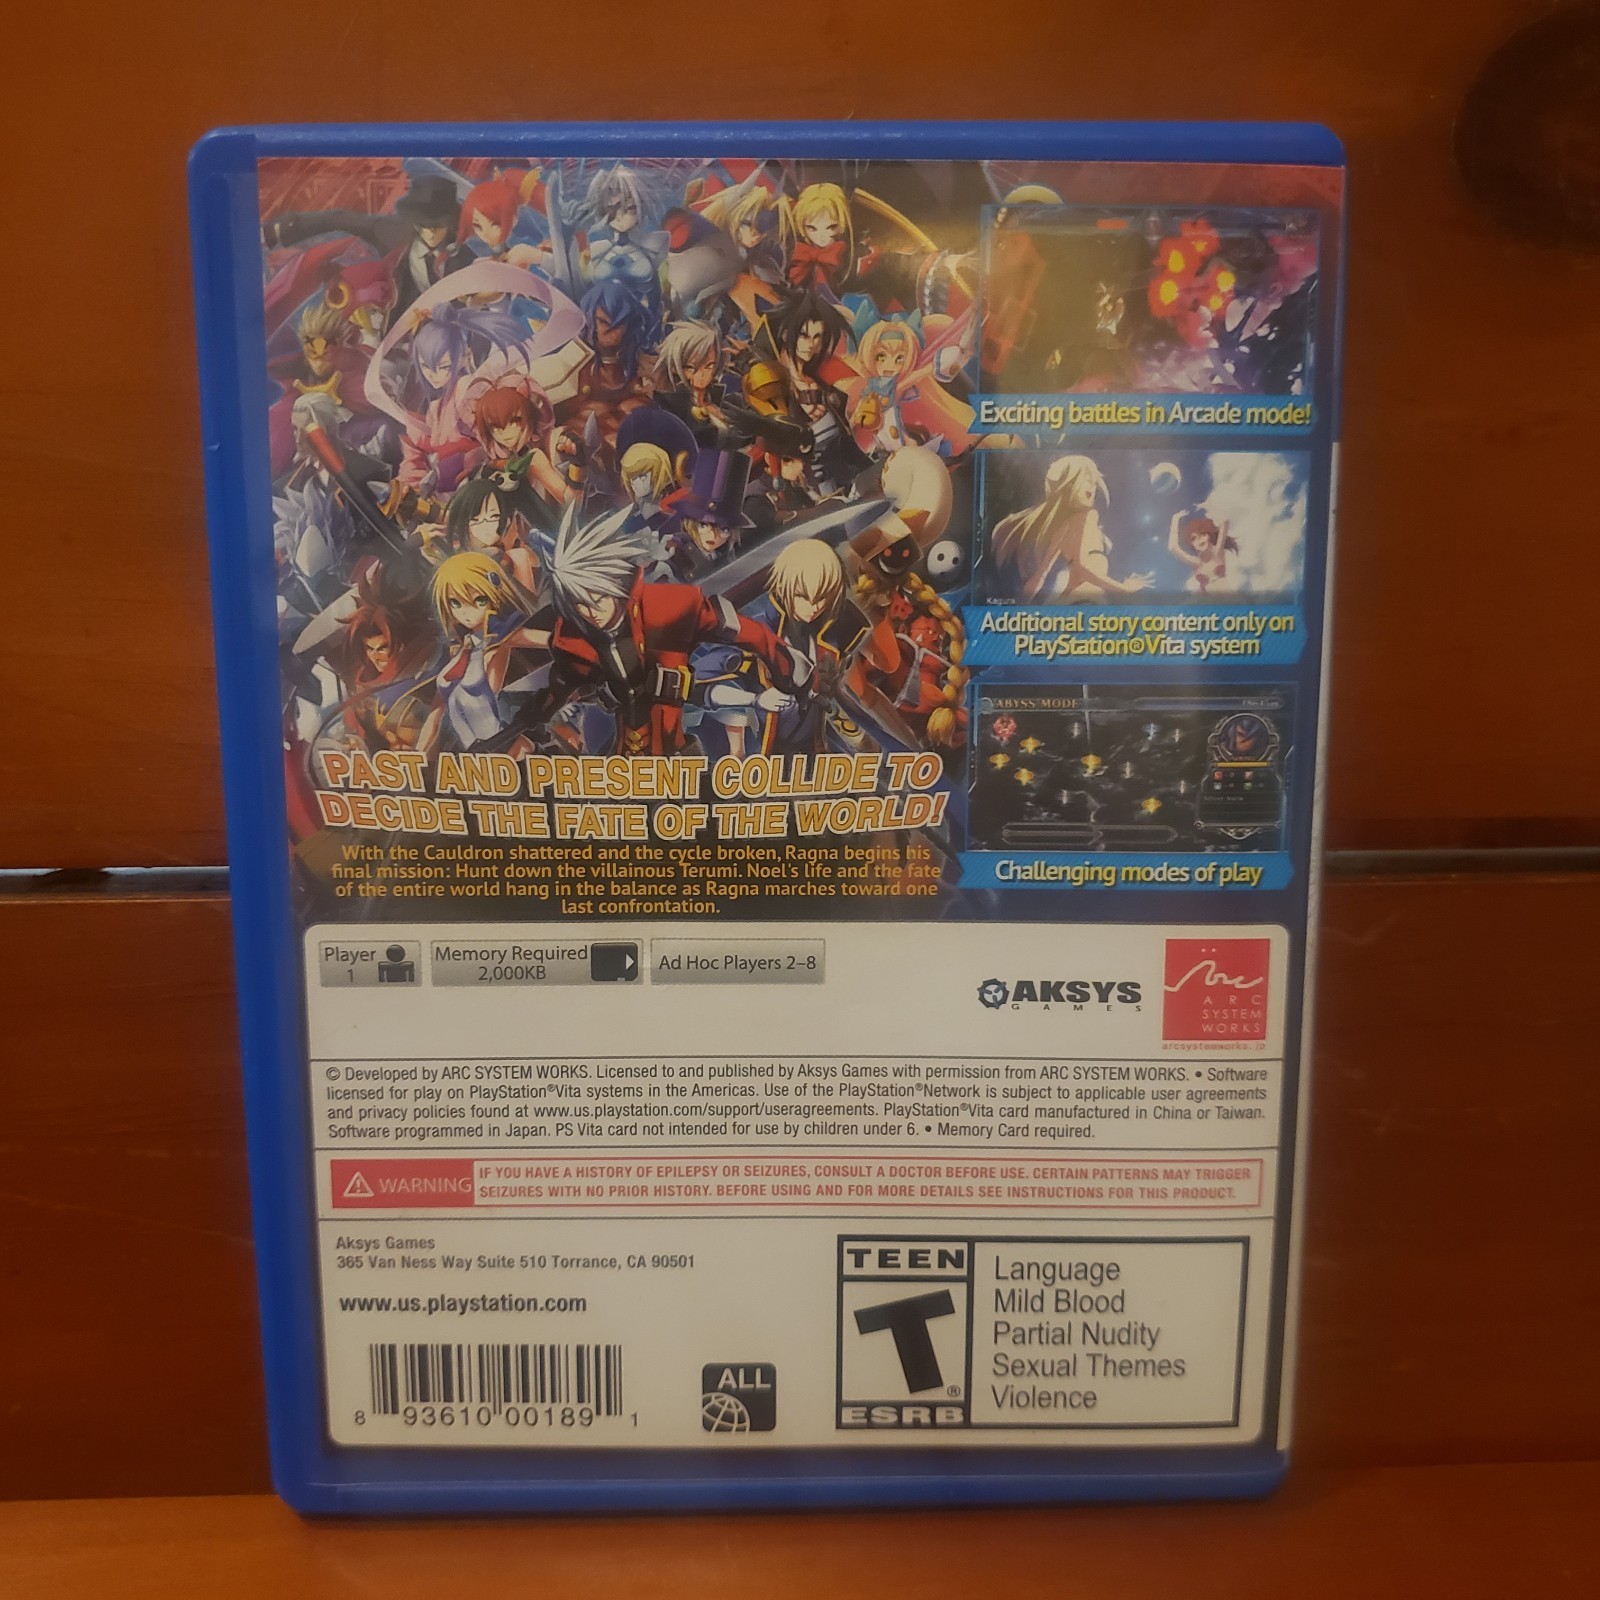 Exciting battles in Arcade mode!
Kagura
Additional story content only on
PlayStation®Vita system
ABYSS MODE
Challenging modes of play
PAST AND PRESENT COLLIDE TO
DECIDE THE FATE OF THE WORLD!
With the Cauldron shattered and the cycle broken, Ragna begins his
final mission: Hunt down the villainous Terumi. Noel's life and the fate
of the entire world hang in the balance as Ragna marches toward one
last confrontation.
Player
1
Memory Required
2,000KB
Ad Hoc Players 2–8
AKSYS
GAMES
Arc
ARC
SYSTEM
WORKS
arcsystemworks.jp
© Developed by ARC SYSTEM WORKS. Licensed to and published by Aksys Games with permission from ARC SYSTEM WORKS. • Software
licensed for play on PlayStation®Vita systems in the Americas. Use of the PlayStation®Network is subject to applicable user agreements
and privacy policies found at www.us.playstation.com/support/useragreements. PlayStation®Vita card manufactured in China or Taiwan.
Software programmed in Japan. PS Vita card not intended for use by children under 6. • Memory Card required.
WARNING
IF YOU HAVE A HISTORY OF EPILEPSY OR SEIZURES, CONSULT A DOCTOR BEFORE USE. CERTAIN PATTERNS MAY TRIGGER
SEIZURES WITH NO PRIOR HISTORY. BEFORE USING AND FOR MORE DETAILS SEE INSTRUCTIONS FOR THIS PRODUCT.
Aksys Games
365 Van Ness Way Suite 510 Torrance, CA 90501
www.us.playstation.com
8 93610 00189 1
ALL
TEEN
T®
ESRB
Language
Mild Blood
Partial Nudity
Sexual Themes
Violence